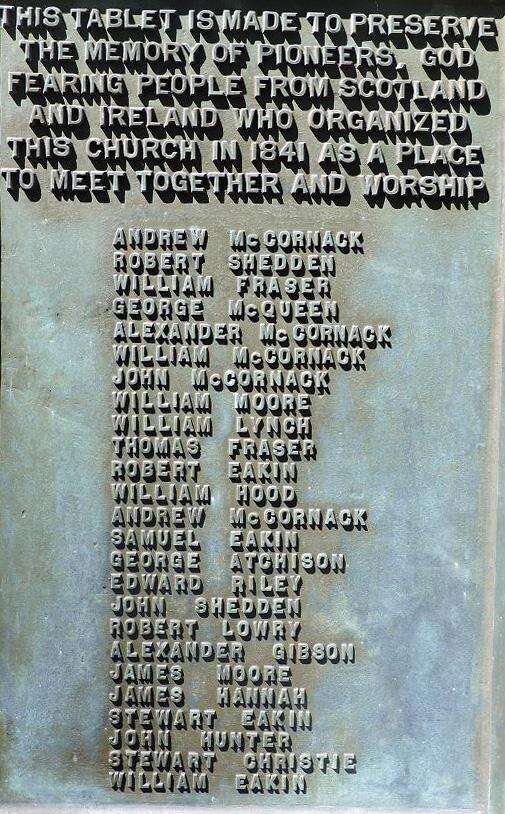 THIS TABLET IS MADE TO PRESERVE
THE MEMORY OF PIONEERS, GOD
FEARING PEOPLE FROM SCOTLAND
AND IRELAND WHO ORGANIZED
THIS CHURCH IN 1841 AS A PLACE
TO MEET TOGETHER AND WORSHIP
ANDREW McCORNACK
ROBERT SHEDDEN
WILLIAM FRASER
GEORGE McQUEEN
ALEXANDER McCORNACK
WILLIAM McCORNACK
JOHN McCORNACK
WILLIAM MOORE
WILLIAM LYNCH
THOMAS FRASER
ROBERT EAKIN
WILLIAM HOOD
ANDREW McCORNACK
SAMUEL EAKIN
GEORGE ATCHISON
EDWARD RILEY
JOHN SHEDDEN
ROBERT LOWRY
ALEXANDER GIBSON
JAMES MOORE
JAMES HANNAH
STEWART EAKIN
JOHN HUNTER
STEWART CHRISTIE
WILLIAM EAKIN